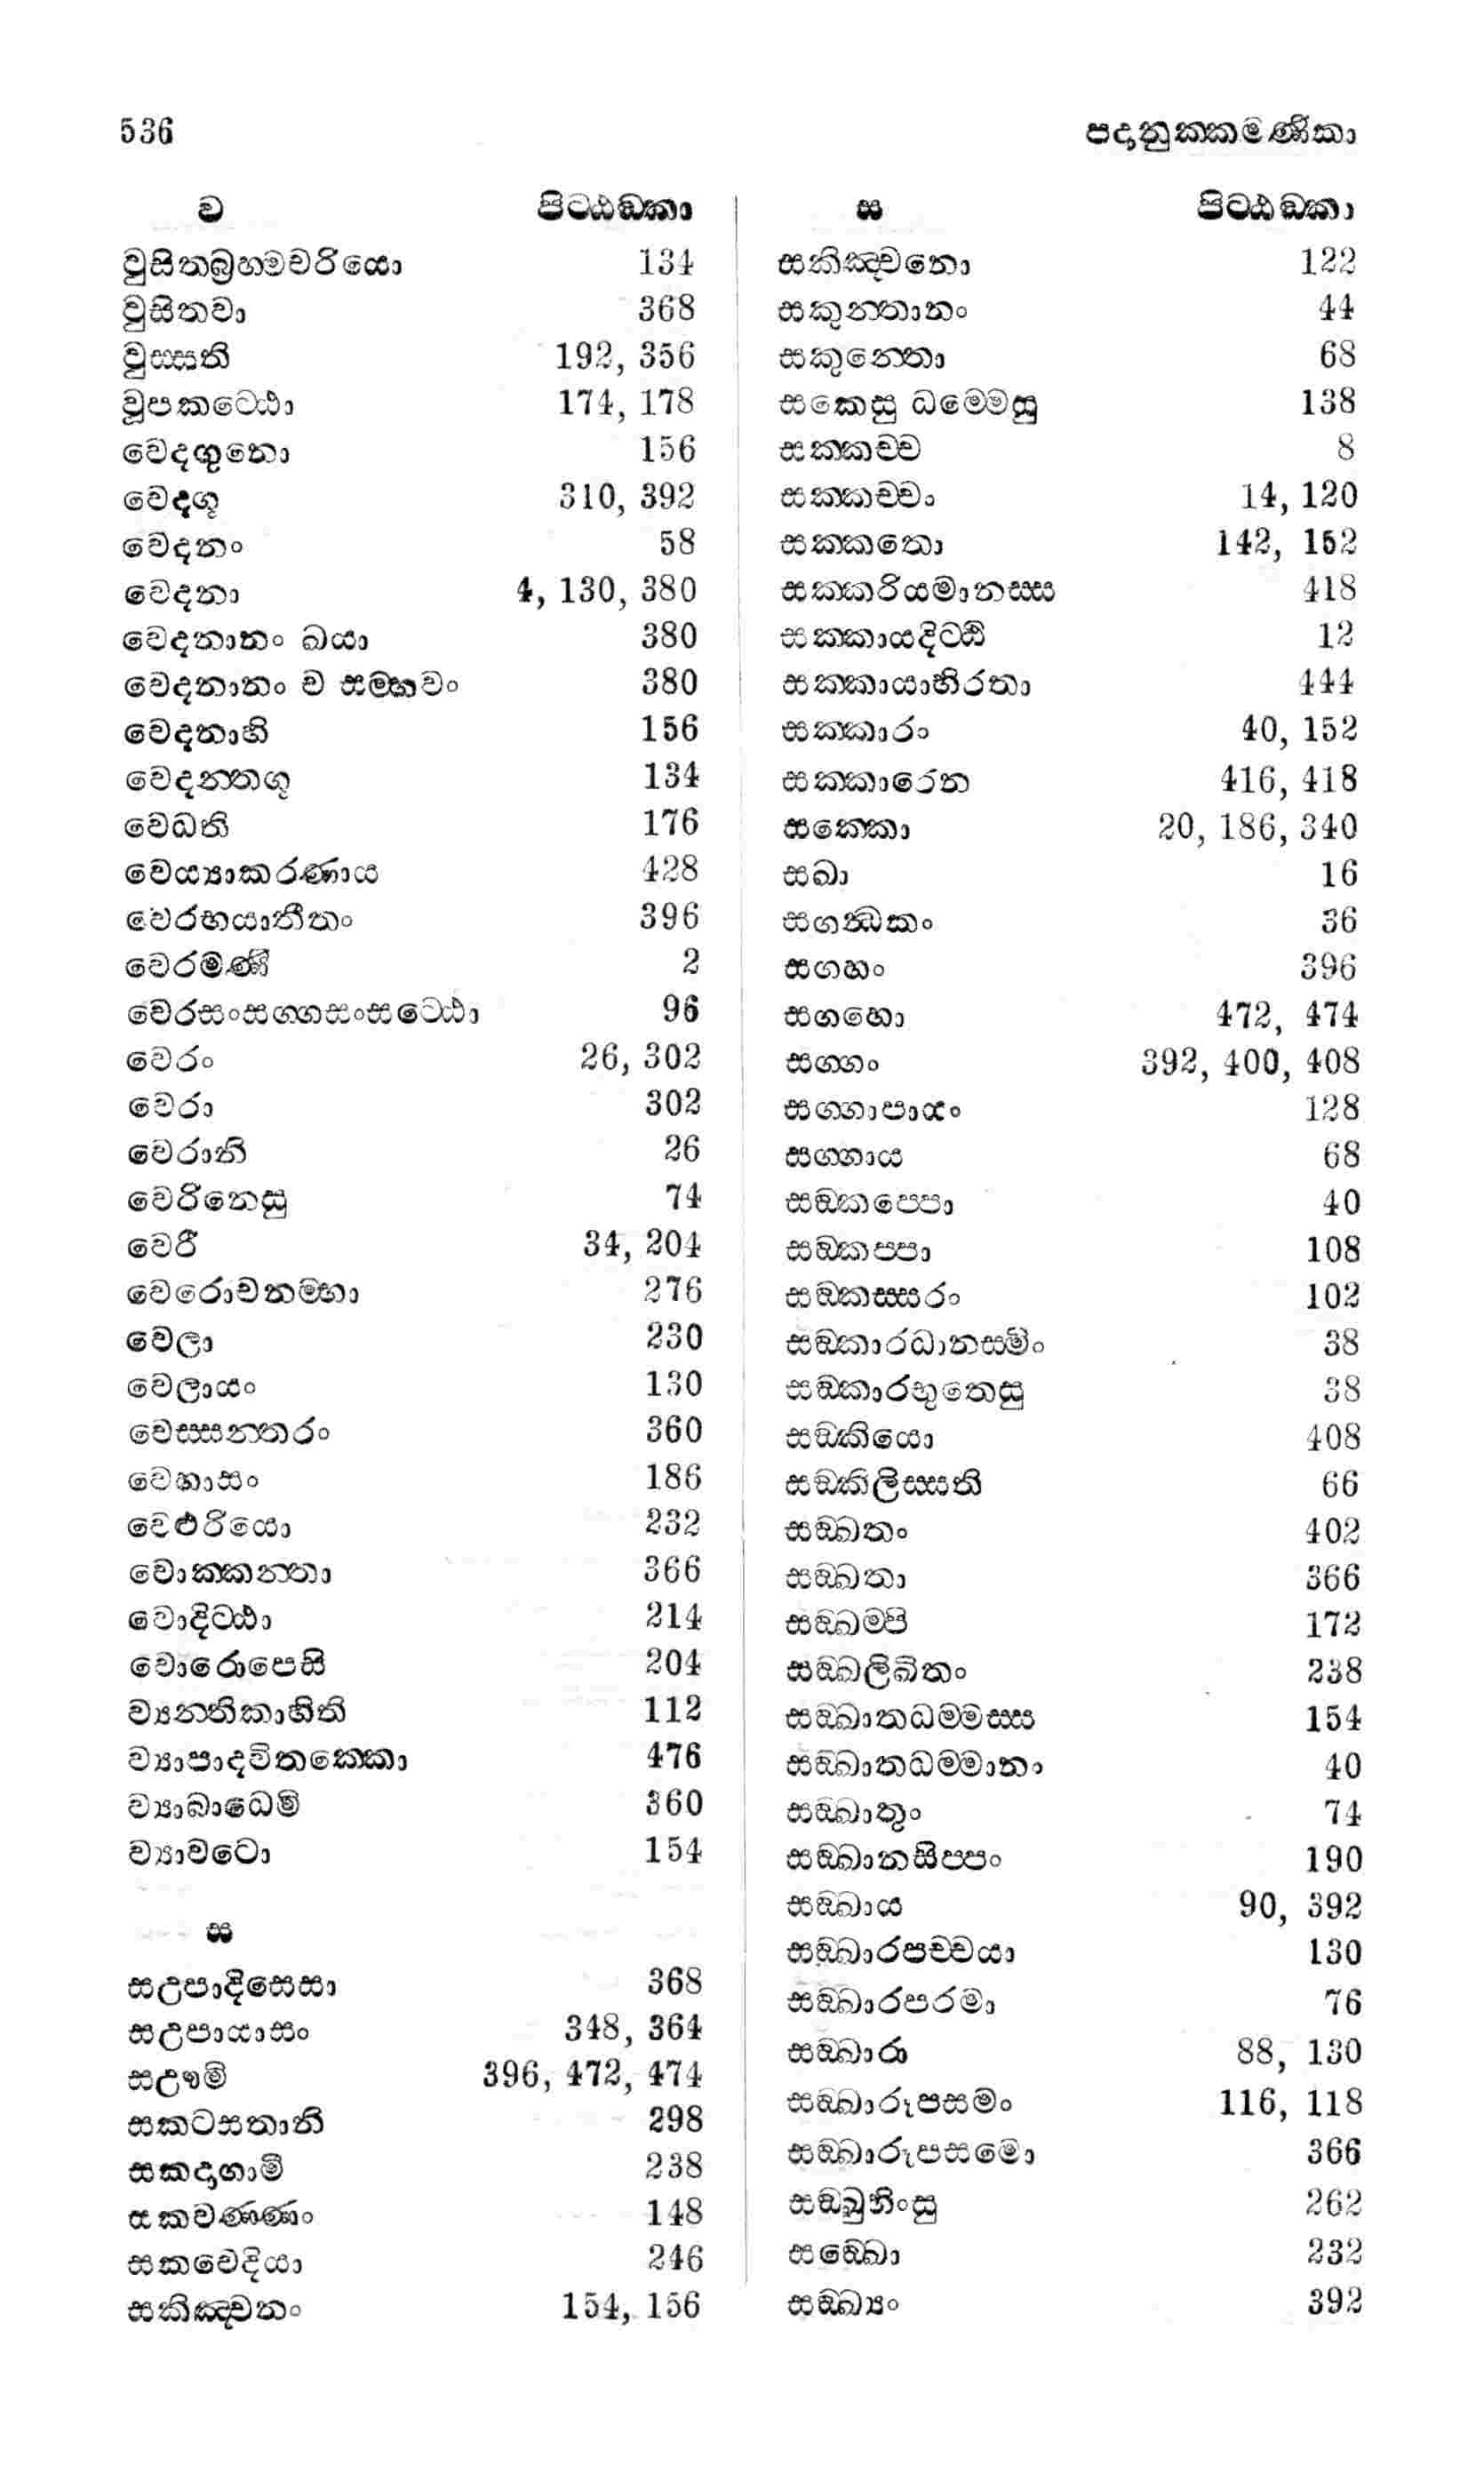 536 පදානුක්කමණිකා
ව පිට්ඨඞ්කා
වුසිතබ්‍රහ්මචරියො 134
වුසිතවා 368
වුස්සති 192, 356
වූපකට්ඨො 174, 178
වෙදගුනො 156
වෙදගූ 310, 392
වෙදනං 58
වෙදනා 4, 130, 380
වෙදනානං ඛයා 380
වෙදනානං ච සම්භවං 380
වෙදනාහි 156
වෙදන්තගූ 134
වෙධති 176
වෙය්‍යාකරණාය 428
වෙරභයාතීතං 396
වෙරමණී 2
වෙරසංසග්ගසංසට්ඨො 96
වෙරං 26, 302
වෙරා 302
වෙරානි 26
වෙරිනෙසු 74
වෙරී 34, 204
වෙරොචනම්හා 276
වෙලා 230
වෙලායං 130
වෙස්සන්තරං 360
වෙහාසං 186
වෙළුරියො 232
වොක්කන්තා 366
වොදිට්ඨා 214
වොරොපෙසි 204
ව්‍යන්තිකාහිති 112
ව්‍යාපාදවිතක්කො 476
ව්‍යාබාධෙමි 360
ව්‍යාවටො 154
ස
සඋපාදිසෙසා 368
සඋපායාසං 348, 364
සඋම්මි 396, 472, 474
සකටසතානි 298
සකදාගාමි 238
සකවණ්ණං 148
සකවෙදියා 246
සකිඤ්චනං 154, 156
ස පිට්ඨඞ්කා
සකිඤ්චනො 122
සකුන්තානං 44
සකුන්තො 68
සකෙසු ධම්මෙසු 138
සක්කච්ච 8
සක්කච්චං 14, 120
සක්කතො 142, 152
සක්කරියමානස්ස 418
සක්කායදිට්ඨි 12
සක්කායාභිරතා 444
සක්කාරං 40, 152
සක්කාරෙන 416, 418
සක්කො 20, 186, 340
සඛා 16
සගන්ධකං 36
සගහං 396
සගහො 472, 474
සග්ගං 392, 400, 408
සග්ගාපායං 128
සග්ගාය 68
සඞ්කප්පො 40
සඞ්කප්පා 108
සඞ්කස්සරං 102
සඞ්කාරධානස්මිං 38
සඞ්කාරභූතෙසු 38
සඞ්කියො 408
සඞ්කිලිස්සති 66
සඞ්ඛතං 402
සඞ්ඛතා 366
සඞ්ඛම්පි 172
සඞ්ඛලිඛිතං 238
සඞ්ඛාතධම්මස්ස 154
සඞ්ඛාතධම්මානං 40
සඞ්ඛාතුං 74
සඞ්ඛානසිප්පං 190
සඞ්ඛාය 90, 392
සඞ්ඛාරපච්චයා 130
සඞ්ඛාරපරමා 76
සඞ්ඛාරා 88, 130
සඞ්ඛාරූපසමං 116, 118
සඞ්ඛාරූපසමො 366
සඞ්ඛුභිංසු 262
සඞ්ඛො 232
සඞ්ඛ්‍යං 392